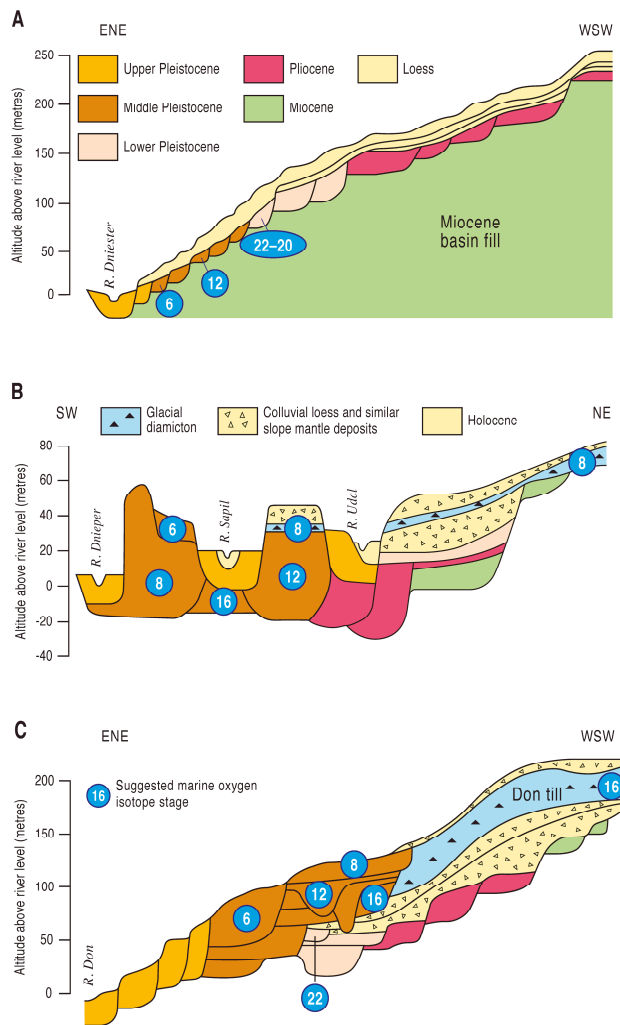 A
ENE
WSW
Altitude above river level (metras)
250
200
150
100
50
0
Upper Pleistocene
Pliocene
Loess
Middle Pleistocene
Miocene
Lower Pleistocene
R. Dniester
Miocene
basin fill
22–20
12
6
B
SW
Glacial
diamicton
Colluvial loess and similar
slope mantle deposits
Holocene
NE
Altitude above river level (metres)
80
60
40
20
0
-20
-40
R. Dnieper
R. Sapil
R. Udcl
8
6
8
8
12
16
C
ENE
WSW
Altitude above river level (metres)
200
150
100
50
0
16
Suggested marine oxygen
isotope stage
Don till
16
8
12
16
6
22
R. Don